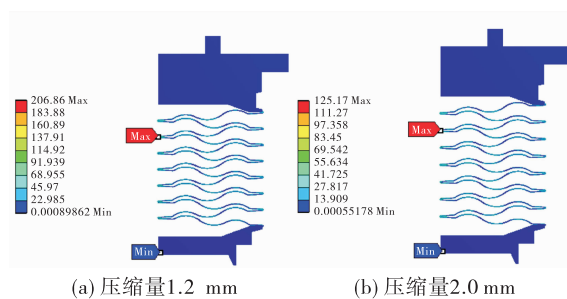 206.86 Max
183.88
160.89
137.91
114.92
91.939
68.955
45.97
22.985
0.00089862 Min
Max
Min
(a) 压缩量1.2 mm
125.17 Max
111.27
97.358
83.45
69.542
55.634
41.725
27.817
13.909
0.00055178 Min
Max
Min
(b) 压缩量2.0 mm